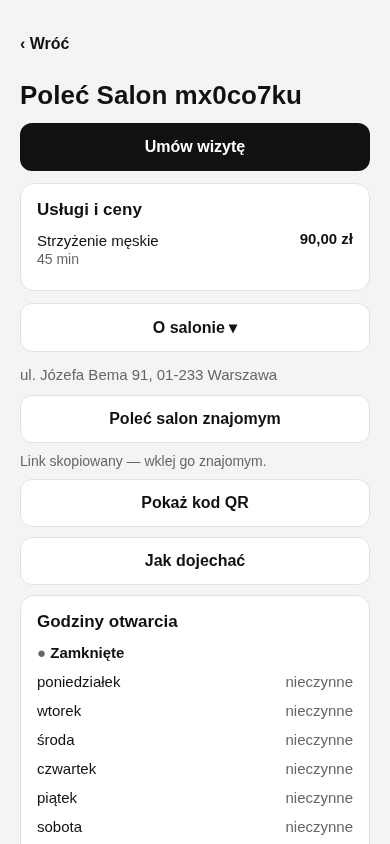 ‹ Wróć
Poleć Salon mx0co7ku
Umów wizytę
Usługi i ceny
Strzyżenie męskie 90,00 zł
45 min
O salonie ▾
ul. Józefa Bema 91, 01-233 Warszawa
Poleć salon znajomym
Link skopiowany — wklej go znajomym.
Pokaż kod QR
Jak dojechać
Godziny otwarcia
● Zamknięte
poniedziałek nieczynne
wtorek nieczynne
środa nieczynne
czwartek nieczynne
piątek nieczynne
sobota nieczynne